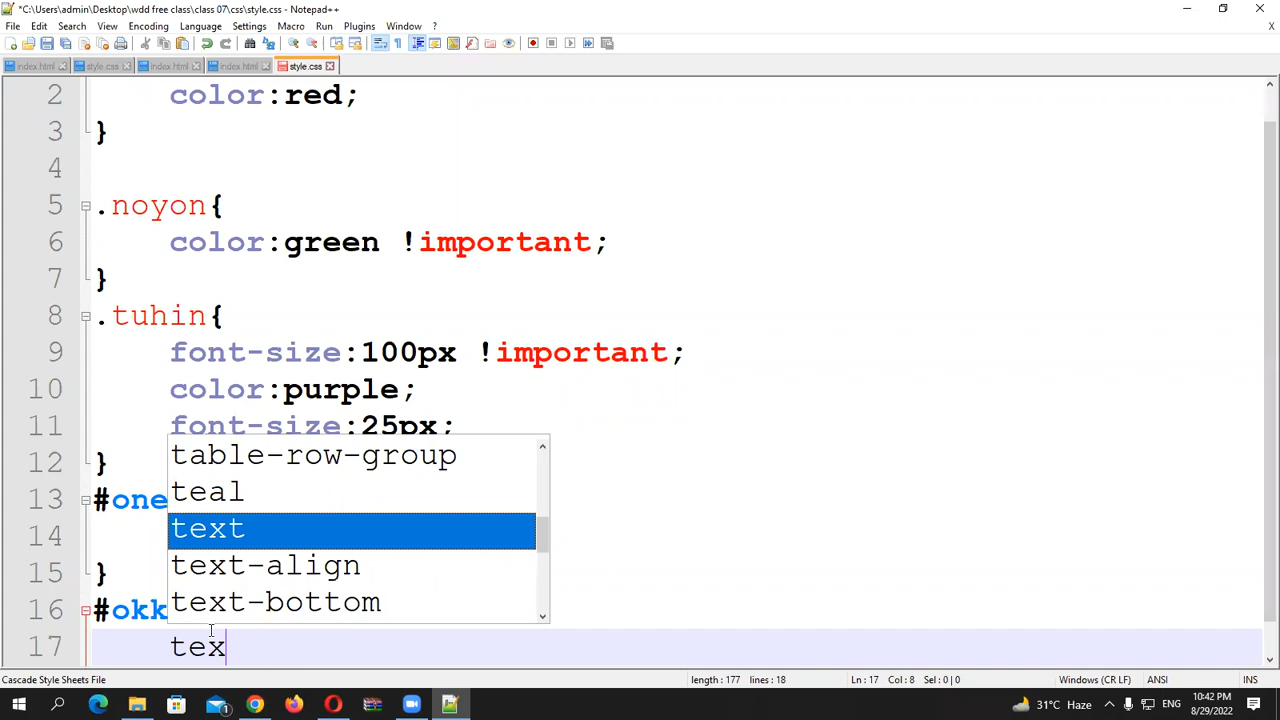 *C:\Users\admin\Desktop\wdd free class\class 07\css\style.css - Notepad++
File Edit Search View Encoding Language Settings Macro Run Plugins Window ?
X
index.html style.css index.html index.html style.css
2 color:red;
3 }
4
5 .noyon{
6 color:green !important;
7 }
8 .tuhin{
9 font-size:100px !important;
10 color:purple;
11 font-size:25px;
12 }
table-row-group
13 #one
teal
14
text
15 }
text-align
16 #okk
text-bottom
17 tex
Cascade Style Sheets File length : 177 lines : 18 Ln : 17 Col : 8 Sel : 0 | 0 Windows (CR LF) ANSI INS
31°C Haze ENG 10:42 PM
8/29/2022